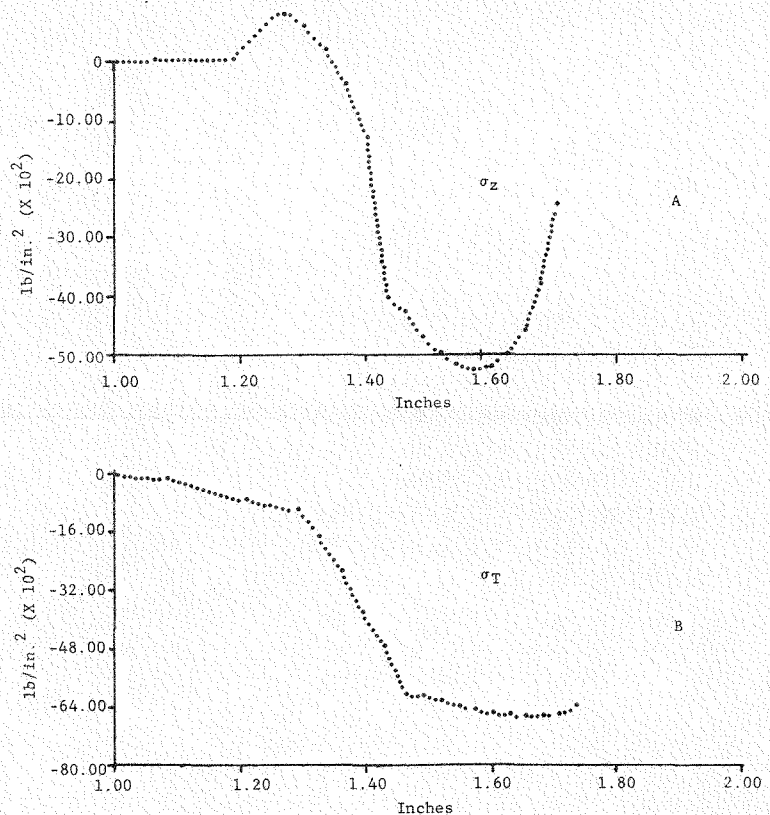 0
-10.00
-20.00
-30.00
-40.00
-50.00
lb/in.² (X 10²)
σz
A
1.00 1.20 1.40 1.60 1.80 2.00
Inches
0
-16.00
-32.00
-48.00
-64.00
-80.00
lb/in.² (X 10²)
σT
B
1.00 1.20 1.40 1.60 1.80 2.00
Inches